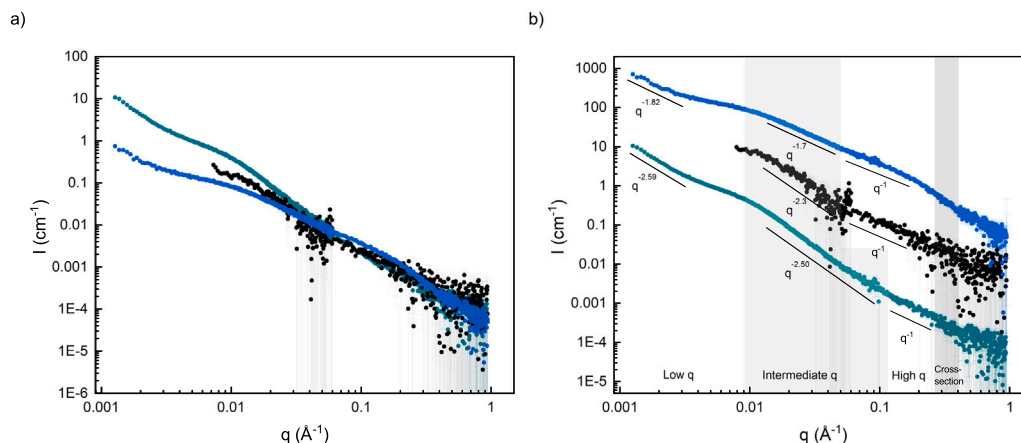 a)
b)
100
10
1
0.1
0.01
0.001
1E-4
1E-5
1E-6
I (cm-1)
0.001
0.01
0.1
1
q (Å-1)
1000
100
10
1
0.1
0.01
0.001
1E-4
1E-5
I (cm-1)
q-1.82
q-1.7
q-1
q-2.3
q-1
q-2.59
q-2.50
q-1
Low q
Intermediate q
High q
Cross-
section
0.001
0.01
0.1
1
q (Å-1)